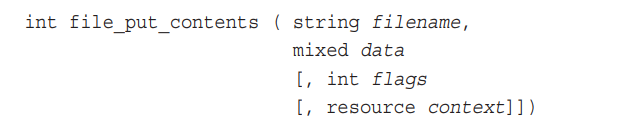 int file_put_contents ( string filename,
mixed data
[, int flags
[, resource context]])